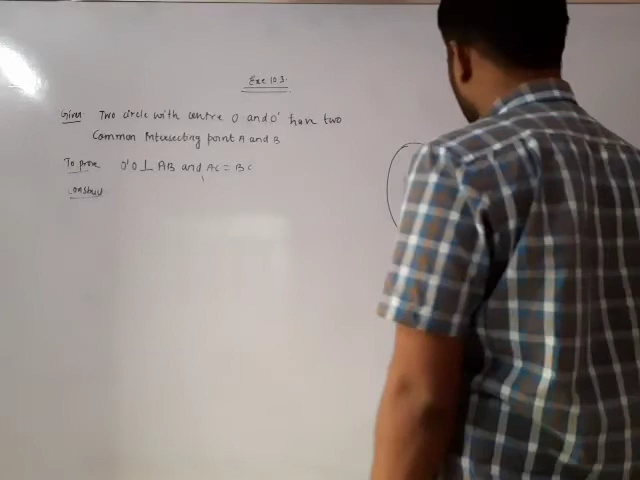 Exe 10.3.
Given Two circle with centre O and O' have two
Common intersecting point A and B
To prove O'O ⊥ AB and AC = BC
Construc